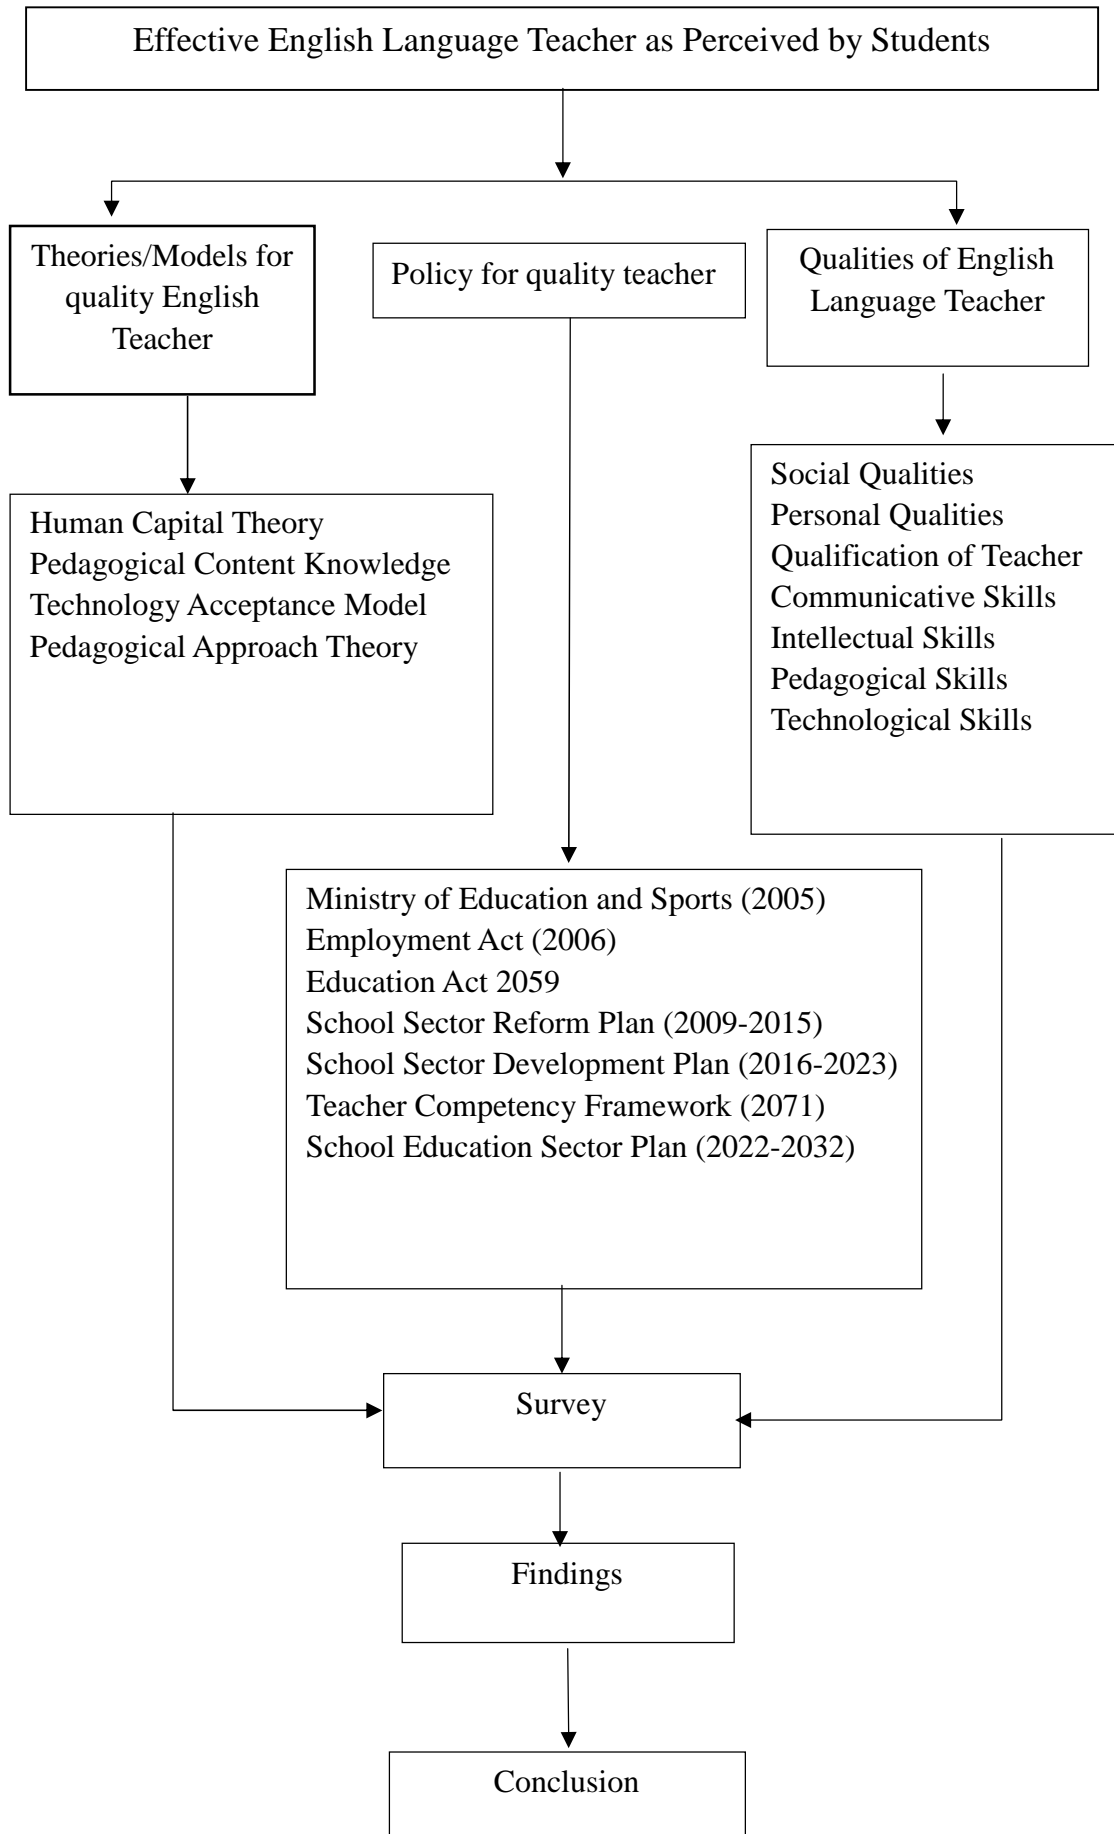 Effective English Language Teacher as Perceived by Students
Theories/Models for
quality English
Teacher
Policy for quality teacher
Qualities of English
Language Teacher
Human Capital Theory
Pedagogical Content Knowledge
Technology Acceptance Model
Pedagogical Approach Theory
Social Qualities
Personal Qualities
Qualification of Teacher
Communicative Skills
Intellectual Skills
Pedagogical Skills
Technological Skills
Ministry of Education and Sports (2005)
Employment Act (2006)
Education Act 2059
School Sector Reform Plan (2009-2015)
School Sector Development Plan (2016-2023)
Teacher Competency Framework (2071)
School Education Sector Plan (2022-2032)
Survey
Findings
Conclusion